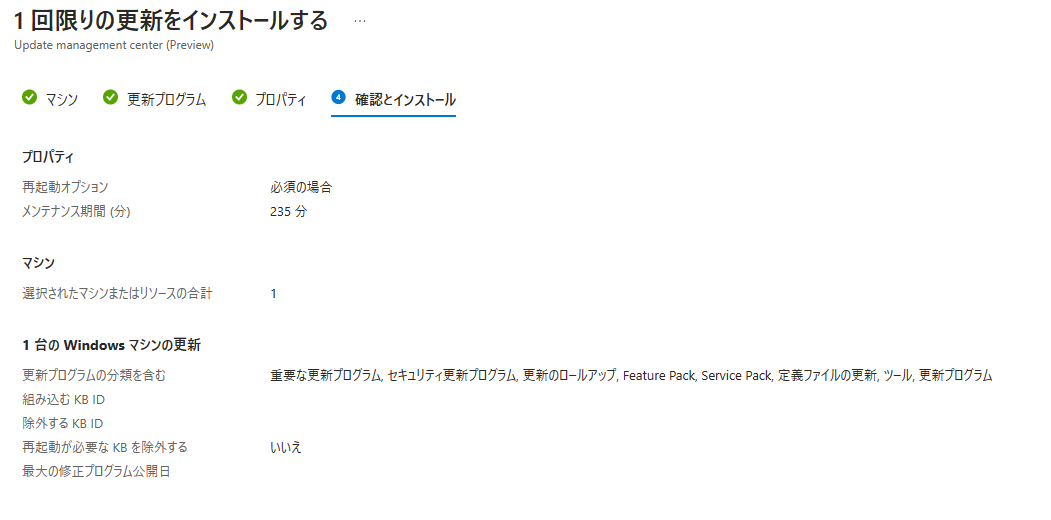 1 回限りの更新をインストールする ...
Update management center (Preview)
マシン 更新プログラム プロパティ 4 確認とインストール
プロパティ
再起動オプション 必須の場合
メンテナンス期間 (分) 235 分
マシン
選択されたマシンまたはリソースの合計 1
1 台の Windows マシンの更新
更新プログラムの分類を含む 重要な更新プログラム, セキュリティ更新プログラム, 更新のロールアップ, Feature Pack, Service Pack, 定義ファイルの更新, ツール, 更新プログラム
組み込む KB ID
除外する KB ID
再起動が必要な KB を除外する いいえ
最大の修正プログラム公開日